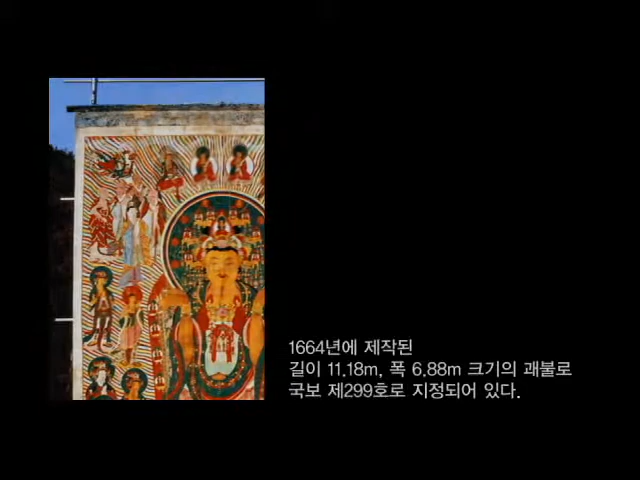 1664년에 제작된
길이 11.18m, 폭 6.88m 크기의 괘불로
국보 제299호로 지정되어 있다.